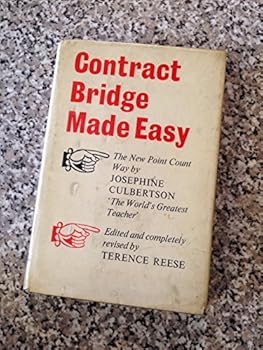 Contract
Bridge
Made Easy
The New Point Count
Way by
JOSEPHINE
CULBERTSON
'The World's Greatest
Teacher'
Edited and completely
revised by
TERENCE REESE